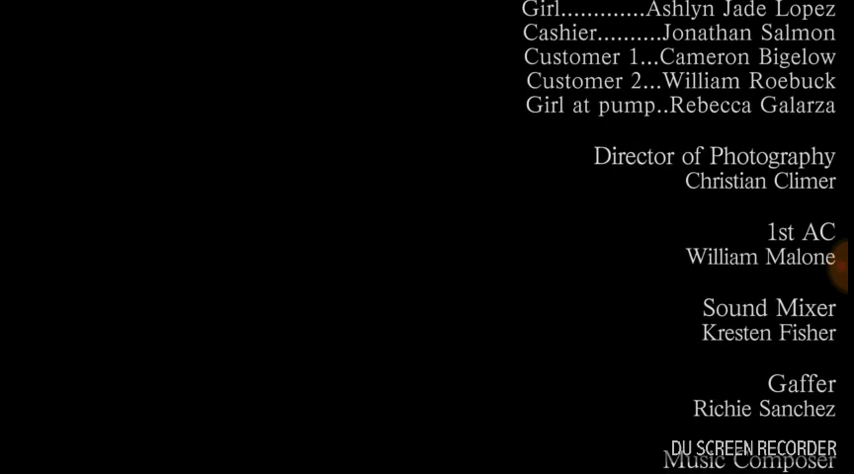 Girl.............Ashlyn Jade Lopez
Cashier..........Jonathan Salmon
Customer 1...Cameron Bigelow
Customer 2...William Roebuck
Girl at pump..Rebecca Galarza
Director of Photography
Christian Climer
1st AC
William Malone
Sound Mixer
Kresten Fisher
Gaffer
Richie Sanchez
DU SCREEN RECORDER
Music Composer